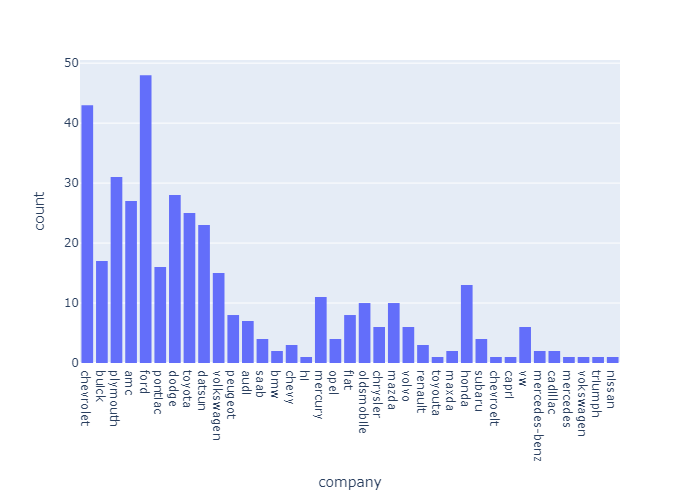 50
40
30
20
10
0
count
chevrolet
buick
plymouth
amc
ford
pontiac
dodge
toyota
datsun
volkswagen
peugeot
audi
saab
bmw
chevy
hi
mercury
opel
fiat
oldsmobile
chrysler
mazda
volvo
renault
toyouta
maxda
honda
subaru
chevroelt
capri
vw
mercedes-benz
cadillac
mercedes
vokswagen
triumph
nissan
company